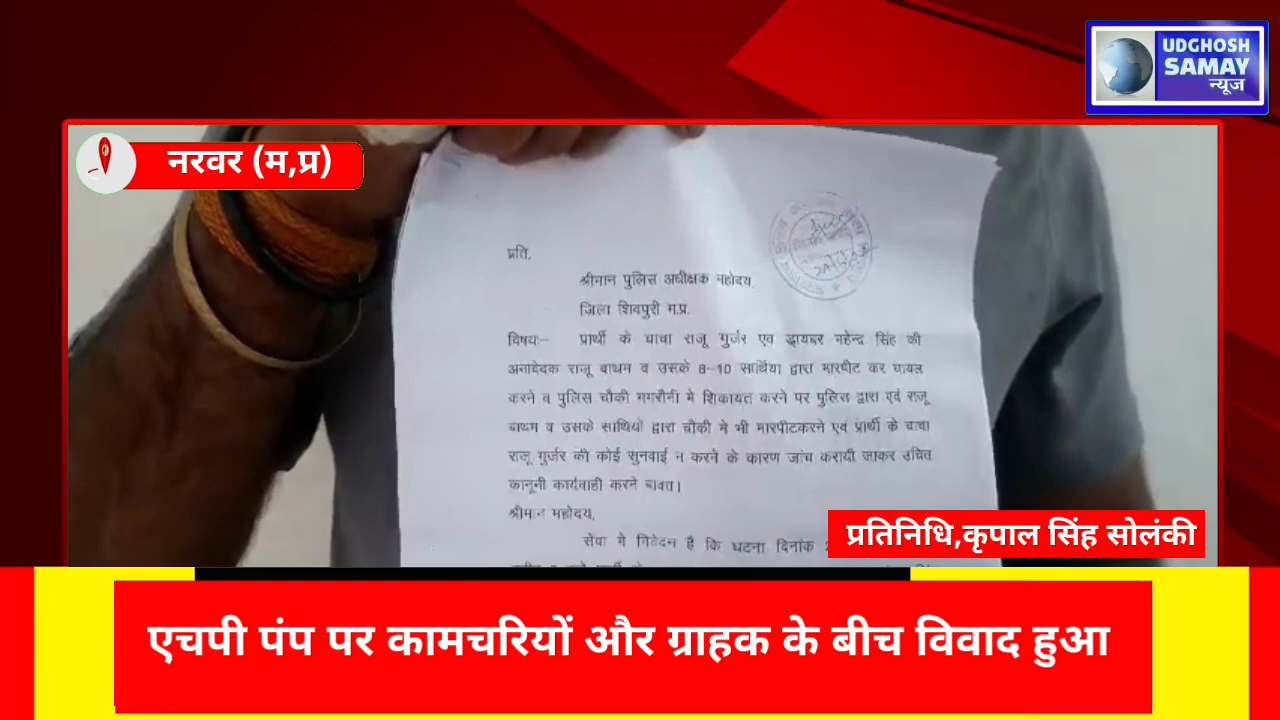 UDGHOSH
SAMAY
न्यूज
नरवर (म,प्र)
प्रति,
श्रीमान पुलिस अधीक्षक महोदय,
जिला शिवपुरी म.प्र.
विषयः– प्रार्थी के चाचा राजू गुर्जर एव ड्रायबर महेन्द्र सिंह की
अनावेदक राजू बाथम व उसके 8-10 साथियों द्वारा मारपीट कर घायल
करने व पुलिस चौकी मगरौनी मे शिकायत करने पर पुलिस द्वारा एवं राजू
बाथम व उसके साथियों द्वारा चौकी मे भी मारपीटकरने एवं प्रार्थी के चाचा
राजू गुर्जर की कोई सुनवाई न करने के कारण जांच करायी जाकर उचित
कानूनी कार्यवाही करने बावत।
श्रीमान महोदय,
सेवा मे निवेदन है कि घटना दिनांक
प्रतिनिधि,कृपाल सिंह सोलंकी
एचपी पंप पर कामचरियों और ग्राहक के बीच विवाद हुआ